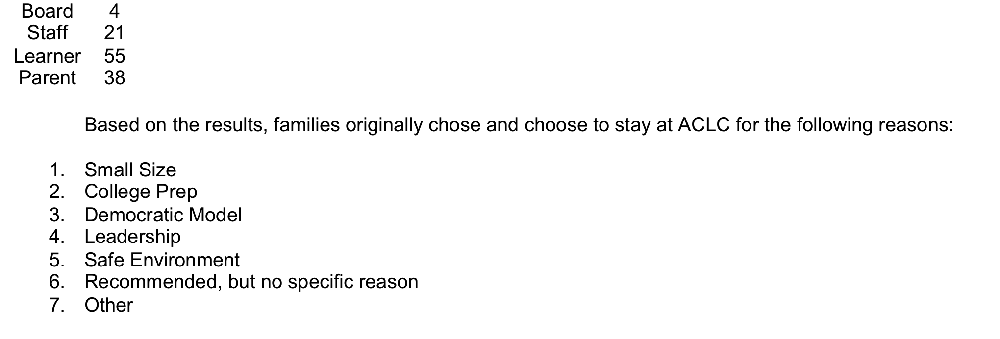 Board 4
Staff 21
Learner 55
Parent 38
Based on the results, families originally chose and choose to stay at ACLC for the following reasons:
1. Small Size
2. College Prep
3. Democratic Model
4. Leadership
5. Safe Environment
6. Recommended, but no specific reason
7. Other